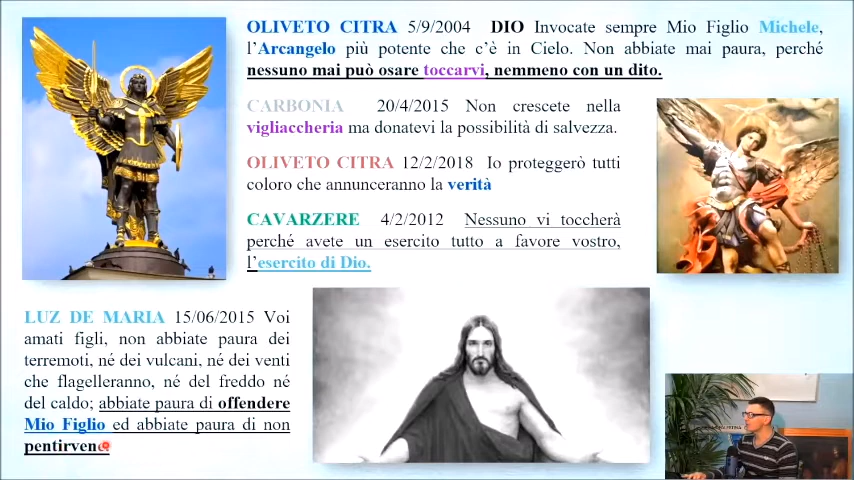 OLIVETO CITRA 5/9/2004 DIO Invocate sempre Mio Figlio Michele,
l’Arcangelo più potente che c’è in Cielo. Non abbiate mai paura, perché
nessuno mai può osare toccarvi, nemmeno con un dito.
CARBONIA 20/4/2015 Non crescete nella
vigliaccheria ma donatevi la possibilità di salvezza.
OLIVETO CITRA 12/2/2018 Io proteggerò tutti
coloro che annunceranno la verità
CAVARZERE 4/2/2012 Nessuno vi toccherà
perché avete un esercito tutto a favore vostro,
l’esercito di Dio.
LUZ DE MARIA 15/06/2015 Voi
amati figli, non abbiate paura dei
terremoti, né dei vulcani, né dei venti
che flagelleranno, né del freddo né
del caldo; abbiate paura di offendere
Mio Figlio ed abbiate paura di non
pentirvene